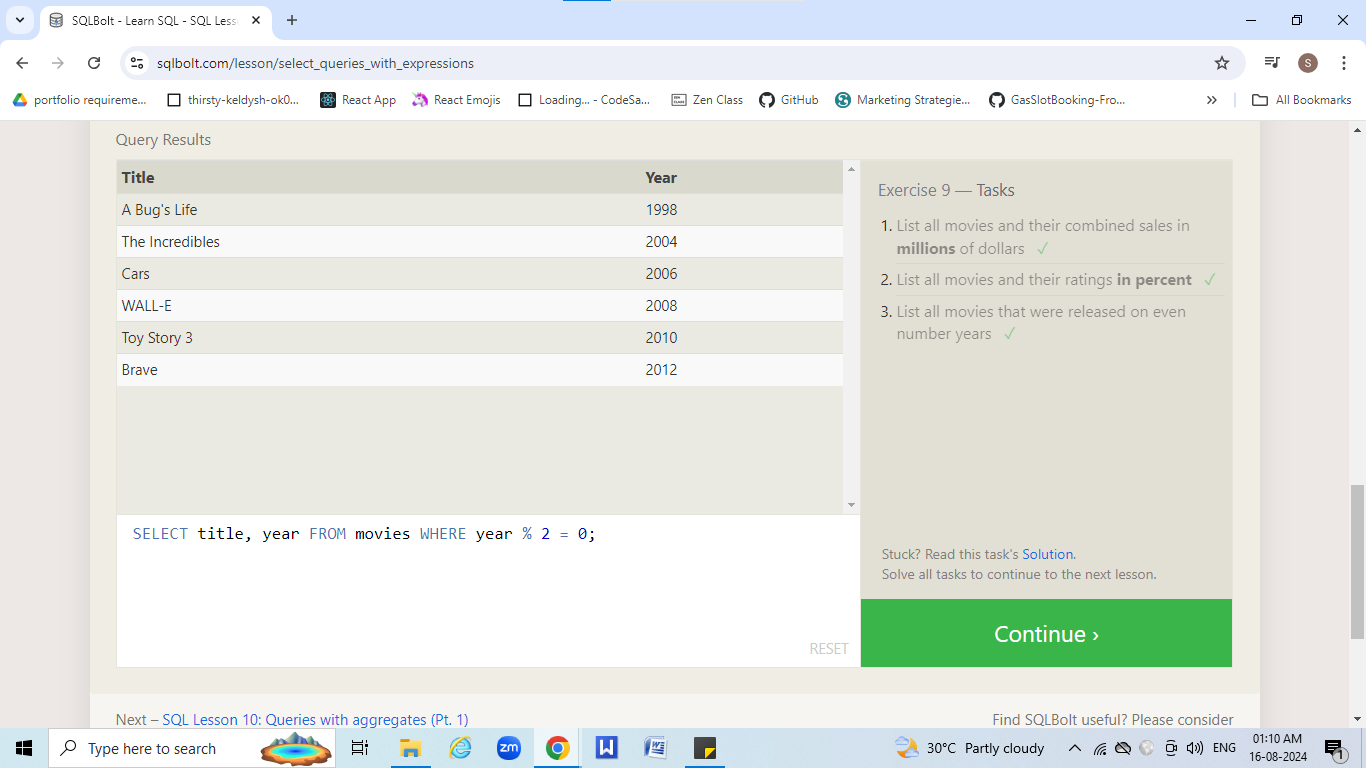 SQLBolt - Learn SQL - SQL Less
sqlbolt.com/lesson/select_queries_with_expressions
S
portfolio requireme...
thirsty-keldysh-ok0...
React App
React Emojis
Loading... - CodeSa...
Zen Class
GitHub
Marketing Strategie...
GasSlotBooking-Fro...
All Bookmarks
Query Results
Title Year
A Bug's Life 1998
The Incredibles 2004
Cars 2006
WALL-E 2008
Toy Story 3 2010
Brave 2012
SELECT title, year FROM movies WHERE year % 2 = 0;
RESET
Exercise 9 — Tasks
1. List all movies and their combined sales in
millions of dollars ✓
2. List all movies and their ratings in percent ✓
3. List all movies that were released on even
number years ✓
Stuck? Read this task's Solution.
Solve all tasks to continue to the next lesson.
Continue ›
Next – SQL Lesson 10: Queries with aggregates (Pt. 1)
Find SQLBolt useful? Please consider
Type here to search
zm
W
W
30°C Partly cloudy
ENG
01:10 AM
16-08-2024
1